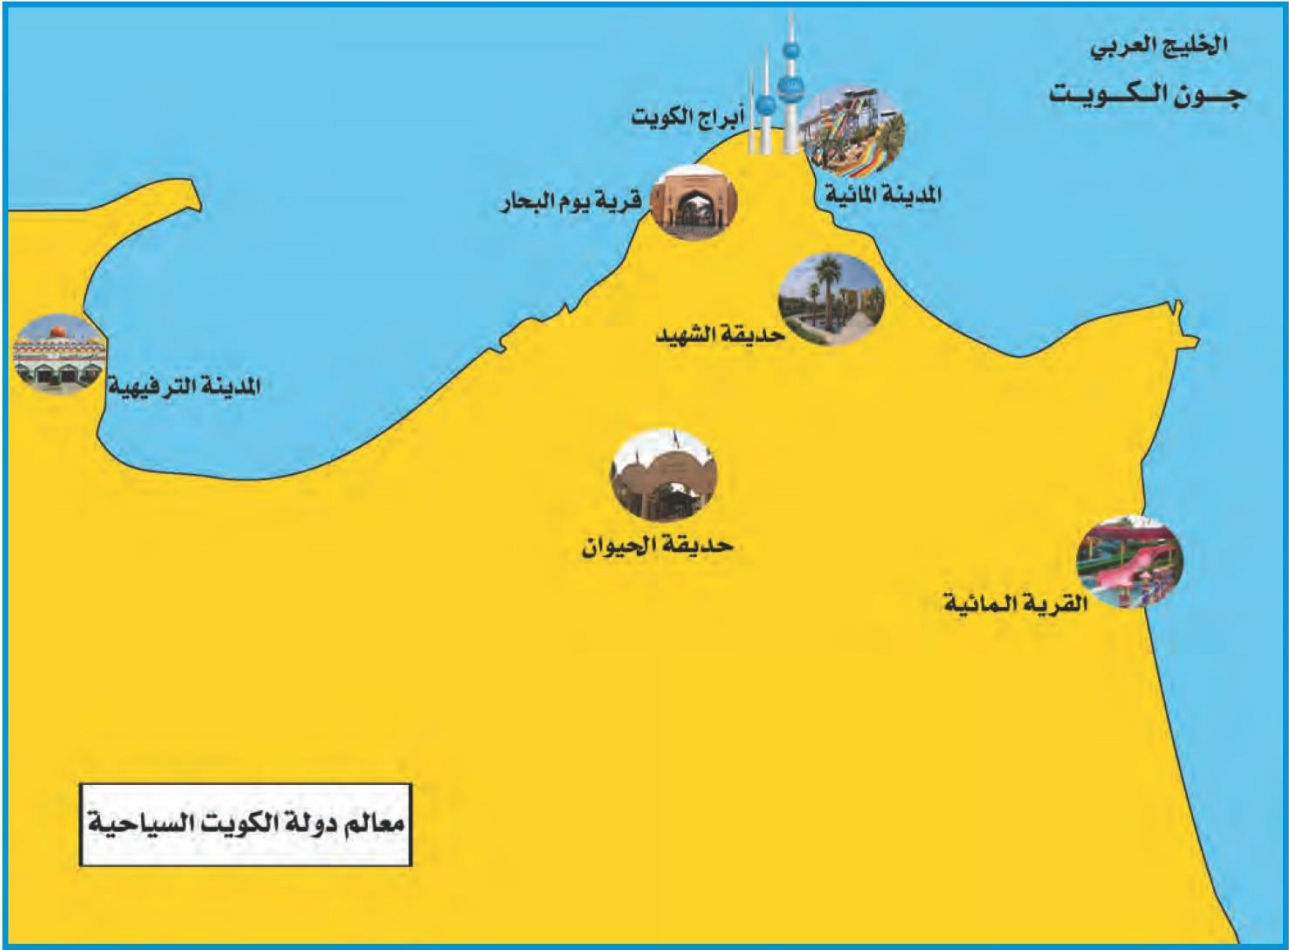 الخليج العربي
جـون الـكـويـت
أبراج الكويت
المدينة المائية
قرية يوم البحار
حديقة الشهيد
المدينة الترفيهية
حديقة الحيوان
القرية المائية
معالم دولة الكويت السياحية